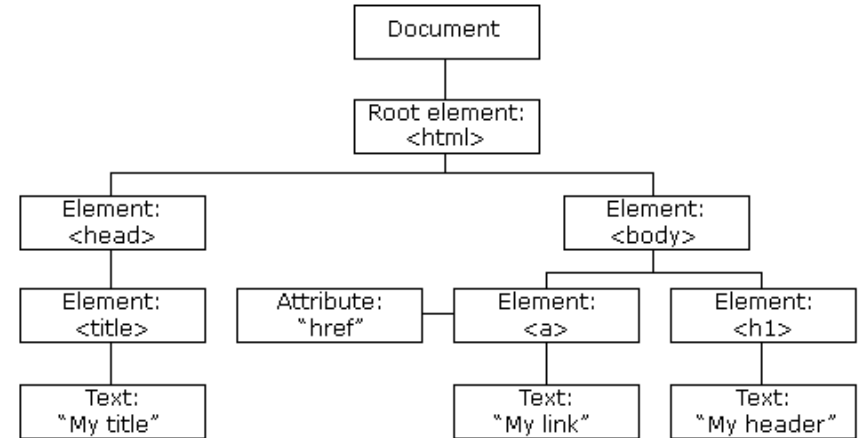 Document
Root element:
<html>
Element:
<head>
Element:
<body>
Element:
<title>
Attribute:
“href”
Element:
<a>
Element:
<h1>
Text:
“My title”
Text:
“My link”
Text:
“My header”